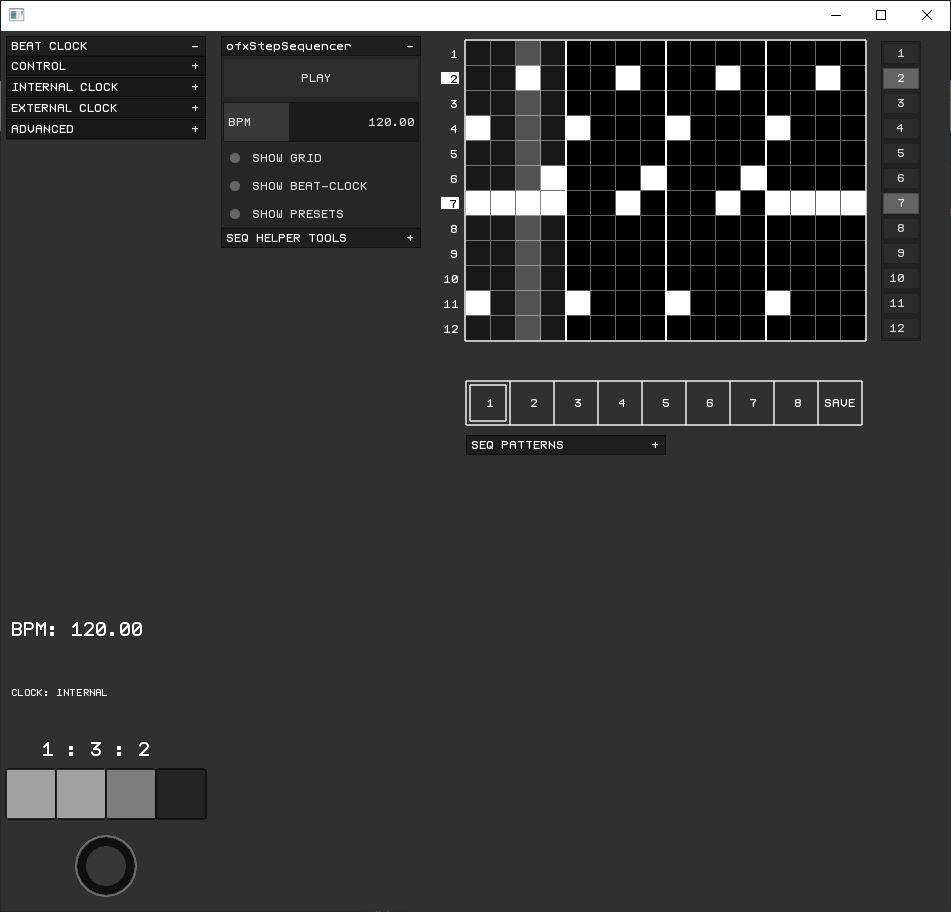 BEAT CLOCK -
CONTROL +
INTERNAL CLOCK +
EXTERNAL CLOCK +
ADVANCED +
ofxStepSequencer -
PLAY
BPM 120.00
SHOW GRID
SHOW BEAT-CLOCK
SHOW PRESETS
SEQ HELPER TOOLS +
1
2
3
4
5
6
7
8
9
10
11
12
1
2
3
4
5
6
7
8
9
10
11
12
1 2 3 4 5 6 7 8 SAVE
SEQ PATTERNS +
BPM: 120.00
CLOCK: INTERNAL
1 : 3 : 2